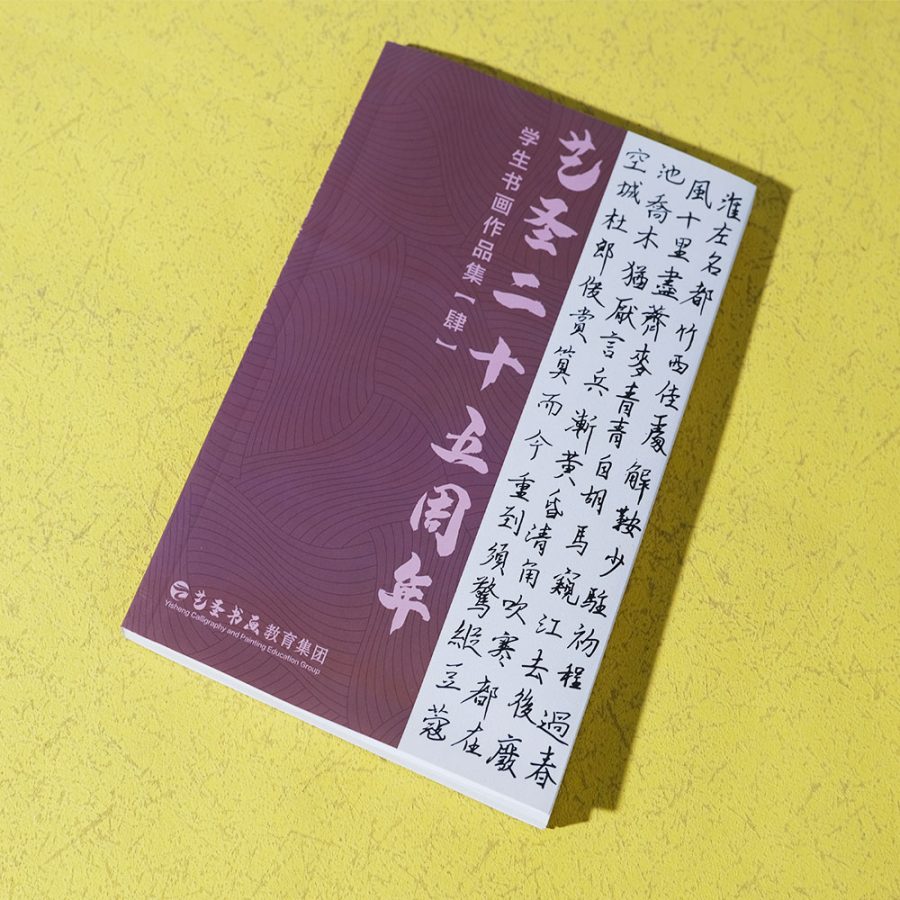 艺圣二十五周年
学生书画作品集【肆】
淮左名都竹西佳處解鞍少駐初程過春
風十里盡薺麥青青自胡馬窺江去後廢
池喬木猶厭言兵漸黃昏清角吹寒都在
空城杜郎俊賞算而今重到須驚縱豆蔻
艺圣书画教育集团
Yisheng Calligraphy and Painting Education Group